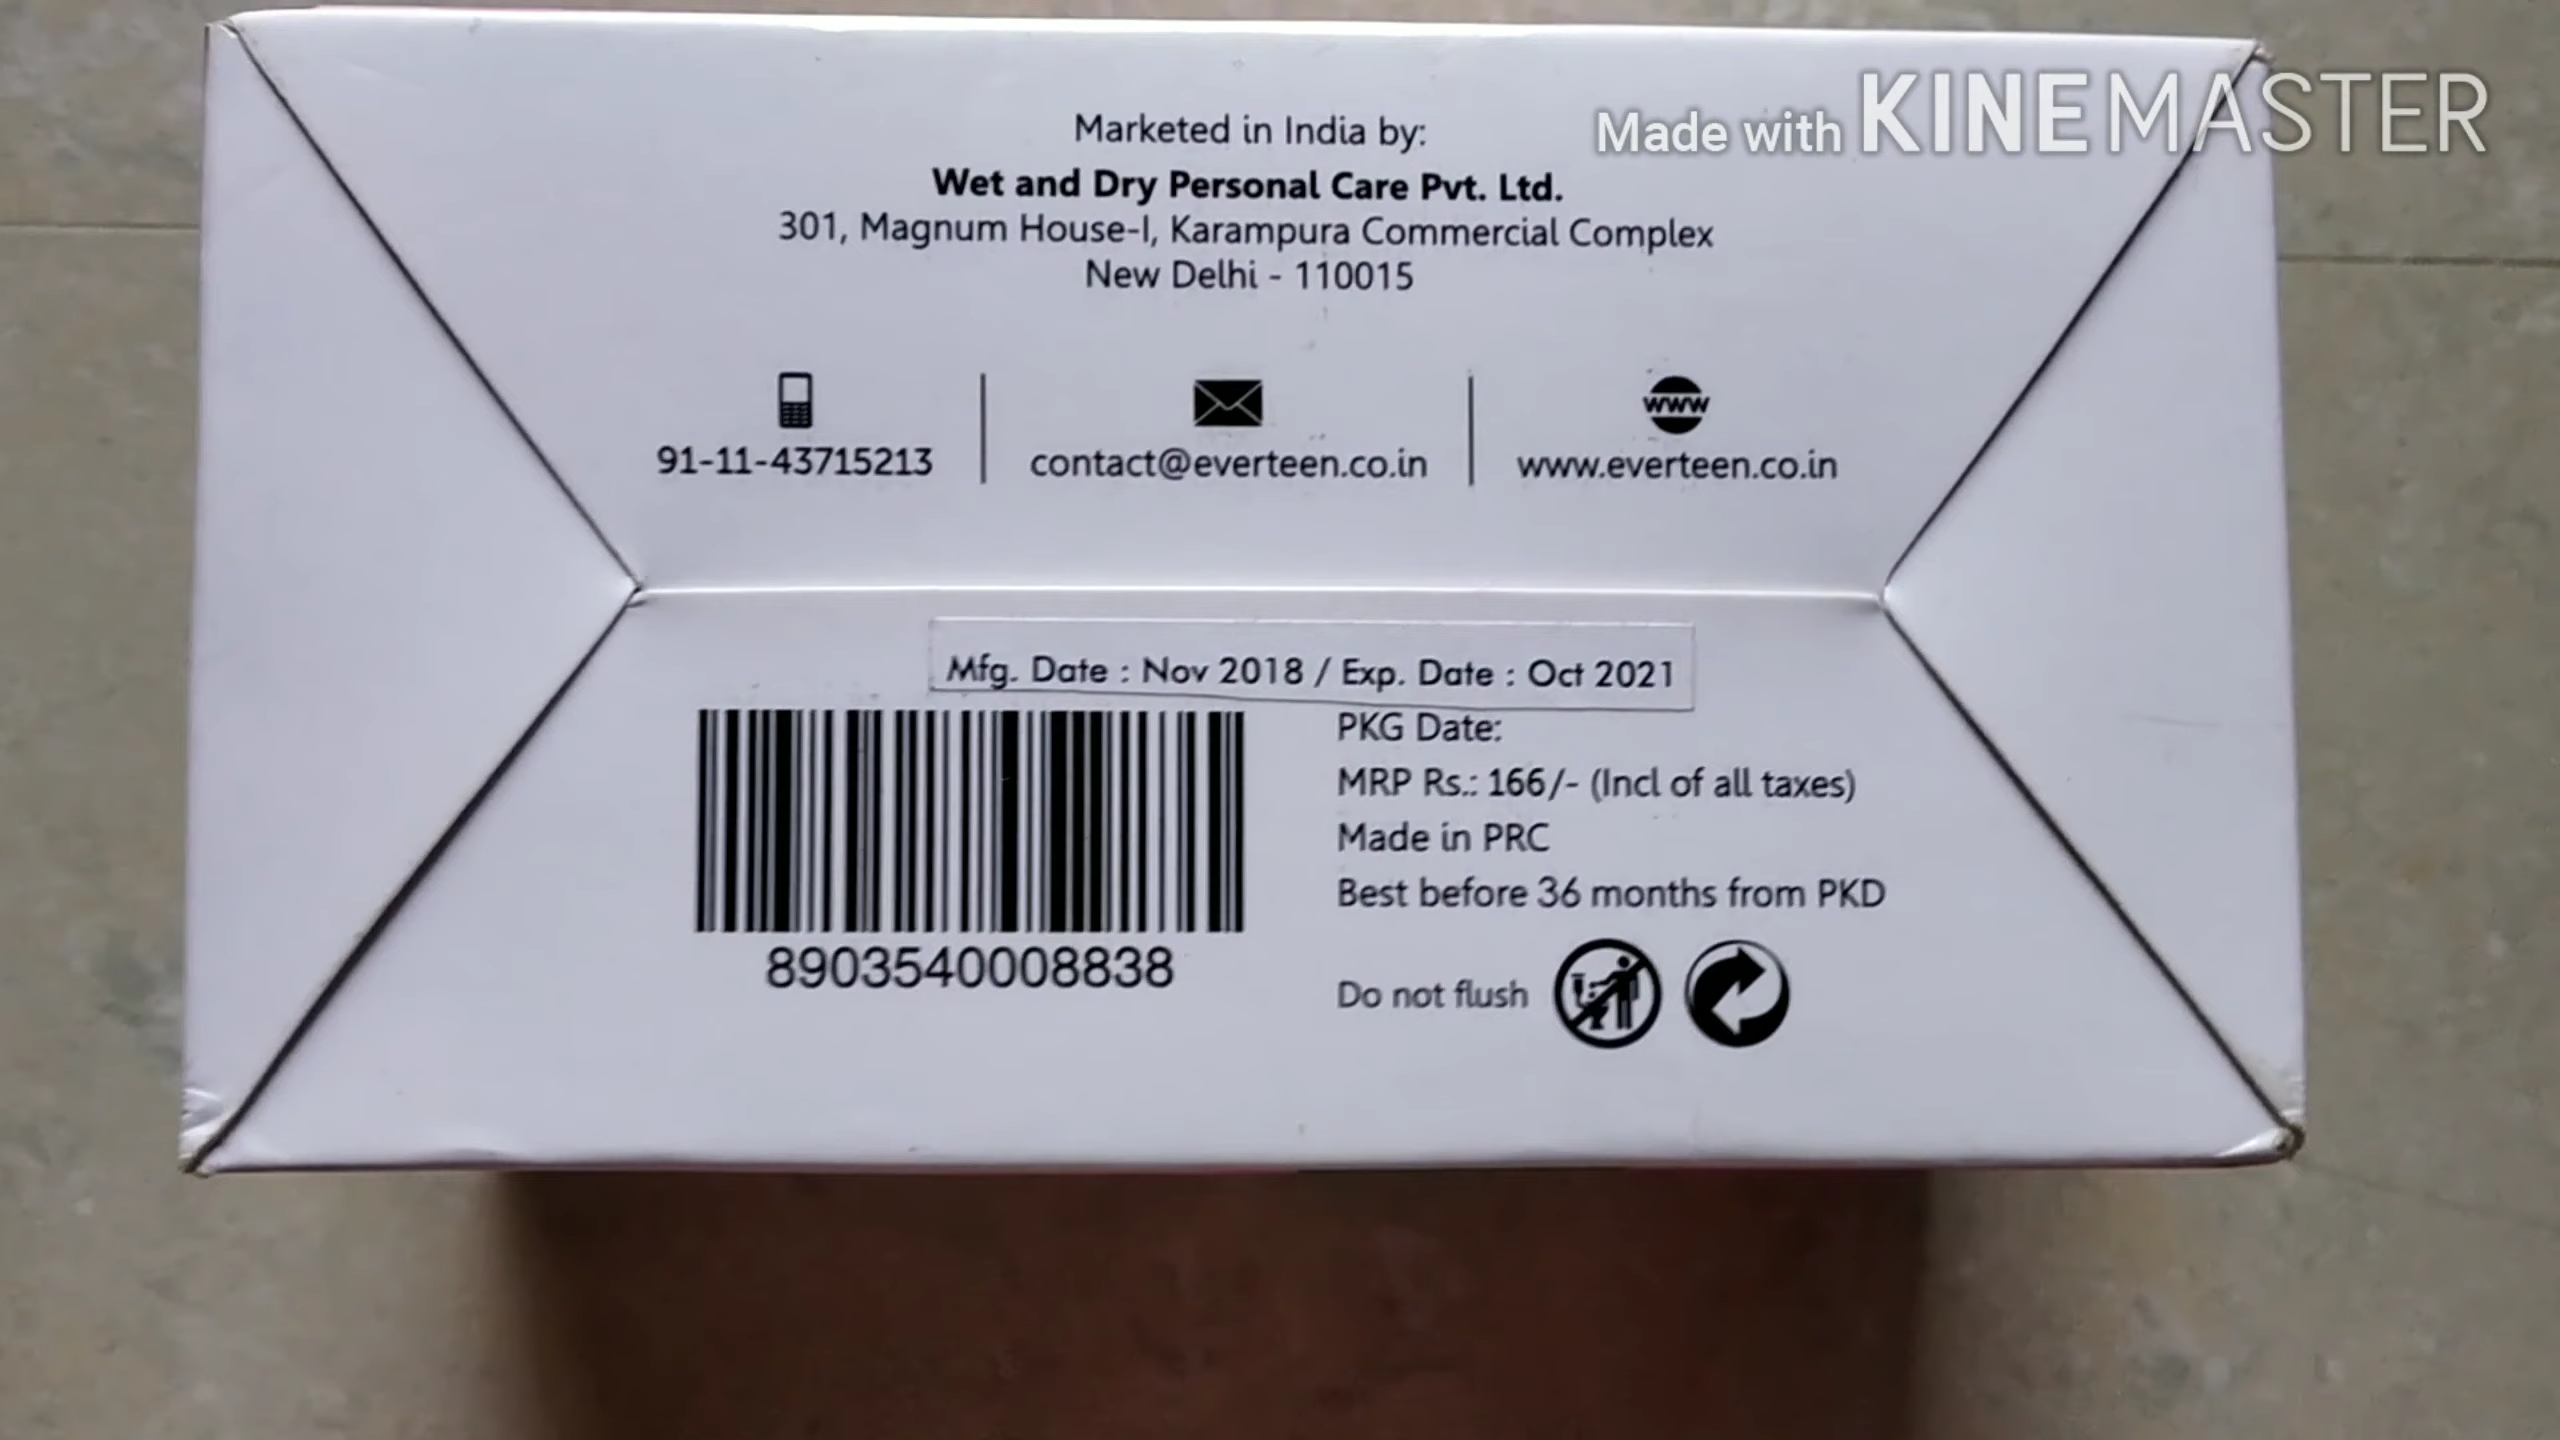 Made with KINEMASTER
Marketed in India by:
Wet and Dry Personal Care Pvt. Ltd.
301, Magnum House-I, Karampura Commercial Complex
New Delhi - 110015
91-11-43715213
contact@everteen.co.in
www
www.everteen.co.in
Mfg. Date : Nov 2018 / Exp. Date : Oct 2021
PKG Date:
MRP Rs.: 166/- (Incl of all taxes)
Made in PRC
Best before 36 months from PKD
8903540008838
Do not flush